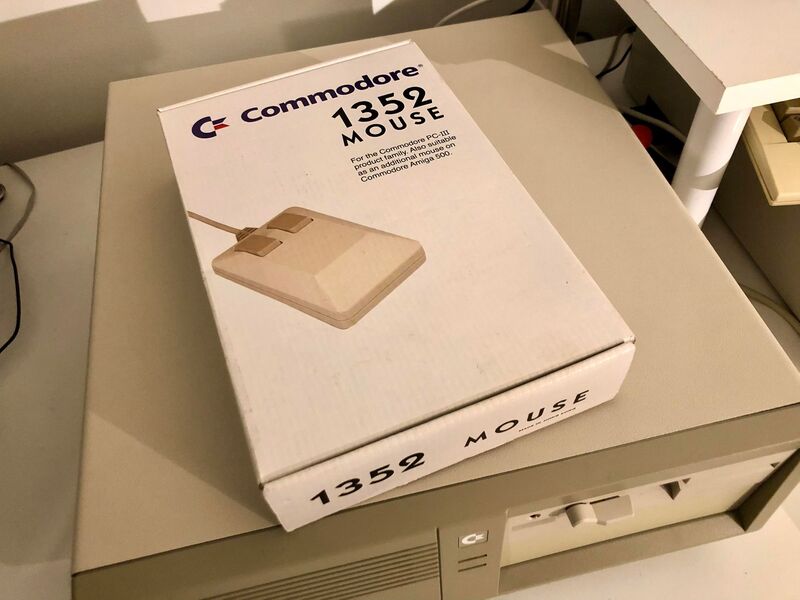 Commodore®
1352
MOUSE
For the Commodore PC-III
product family. Also suitable
as an additional mouse on
Commodore Amiga 500.
1352 MOUSE